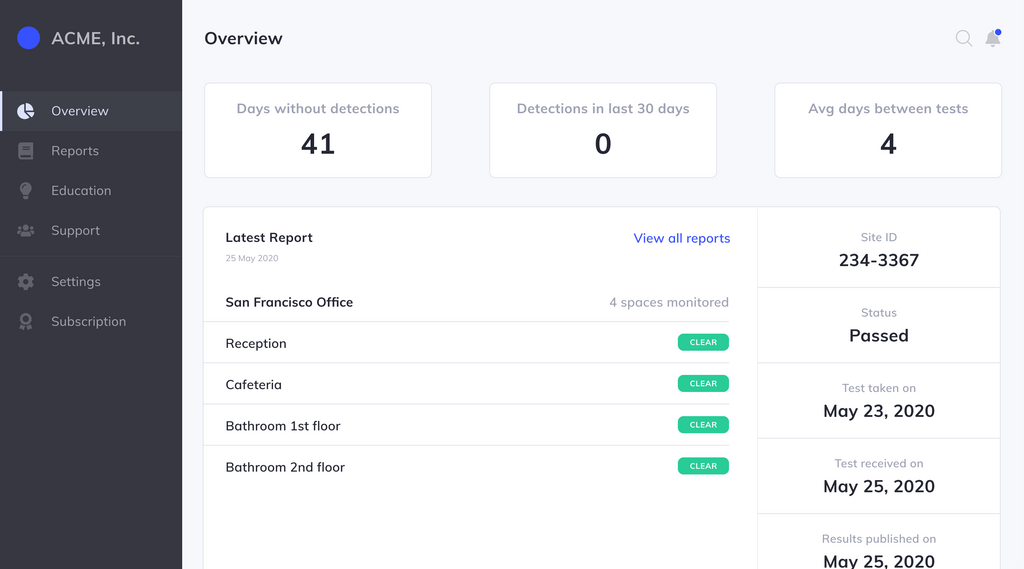 ACME, Inc.
Overview
Reports
Education
Support
Settings
Subscription
Overview
Days without detections
41
Detections in last 30 days
0
Avg days between tests
4
Latest Report
View all reports
25 May 2020
San Francisco Office
4 spaces monitored
Reception
CLEAR
Cafeteria
CLEAR
Bathroom 1st floor
CLEAR
Bathroom 2nd floor
CLEAR
Site ID
234-3367
Status
Passed
Test taken on
May 23, 2020
Test received on
May 25, 2020
Results published on
May 25, 2020